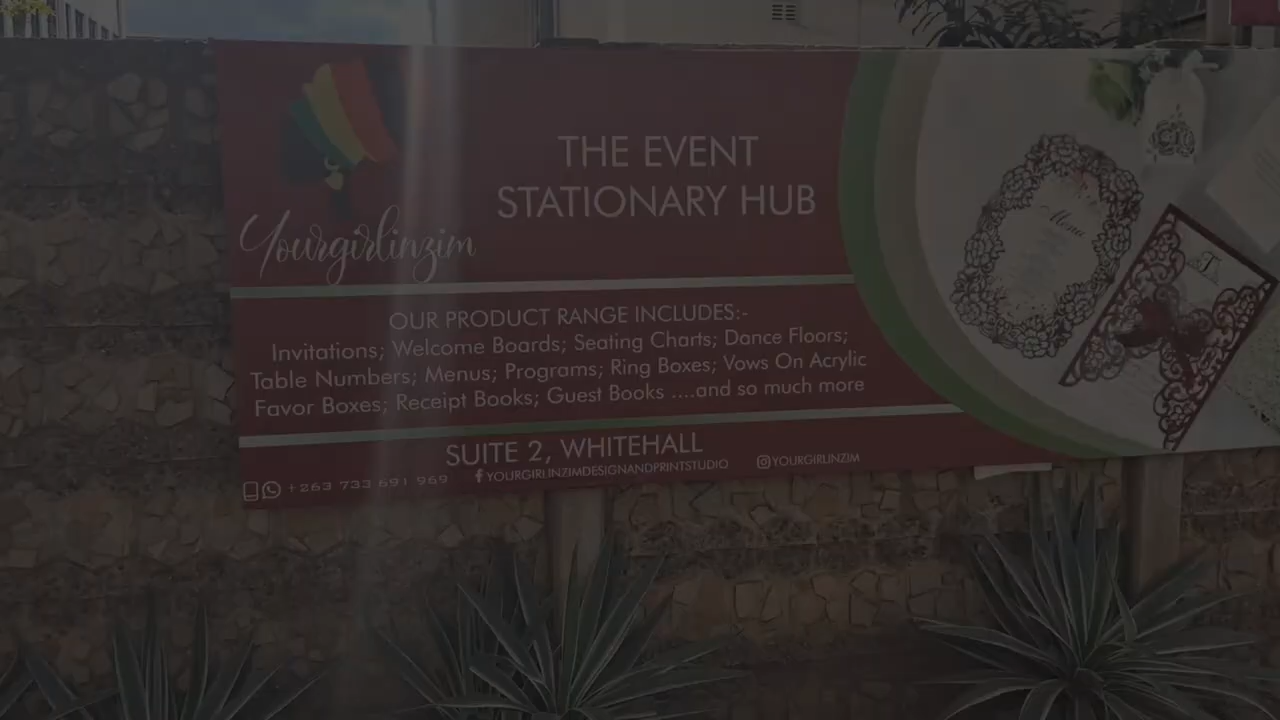 THE EVENT
STATIONARY HUB
Yourgirlinzim
OUR PRODUCT RANGE INCLUDES:-
Invitations; Welcome Boards; Seating Charts; Dance Floors;
Table Numbers; Menus; Programs; Ring Boxes; Vows On Acrylic
Favor Boxes; Receipt Books; Guest Books ....and so much more
SUITE 2, WHITEHALL
+263 733 691 969 YOURGIRLINZIMDESIGNANDPRINTSTUDIO YOURGIRLINZIM
Menu